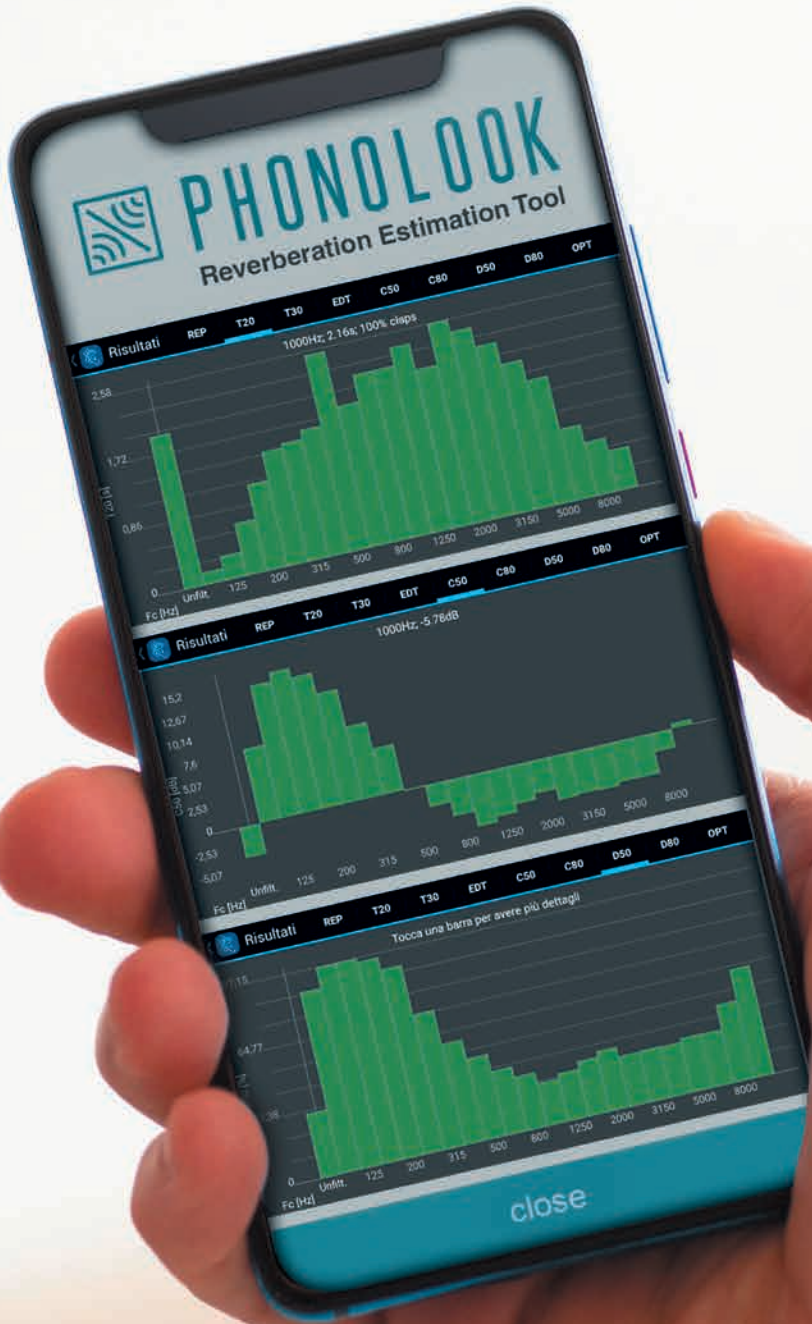 PHONOLOOK
Reverberation Estimation Tool
Risultati REP T20 T30 EDT C50 C80 D50 D80 OPT
1000Hz; 2.16s; 100% clsps
2,58
1,72
0,86
0
Fc [Hz] Unfilt. 125 200 315 500 800 1250 2000 3150 5000 8000
Risultati REP T20 T30 EDT C50 C80 D50 D80 OPT
1000Hz; -5.76dB
15,2
12,67
10,14
7,6
5,07
2,53
0
-2,53
-5,07
C50 [dB]
Fc [Hz] Unfilt. 125 200 315 500 800 1250 2000 3150 5000 8000
Risultati REP T20 T30 EDT C50 C80 D50 D80 OPT
Tocca una barra per avere più dettagli
64,77
0
Fc [Hz] Unfilt. 125 200 315 500 800 1250 2000 3150 5000 8000
close